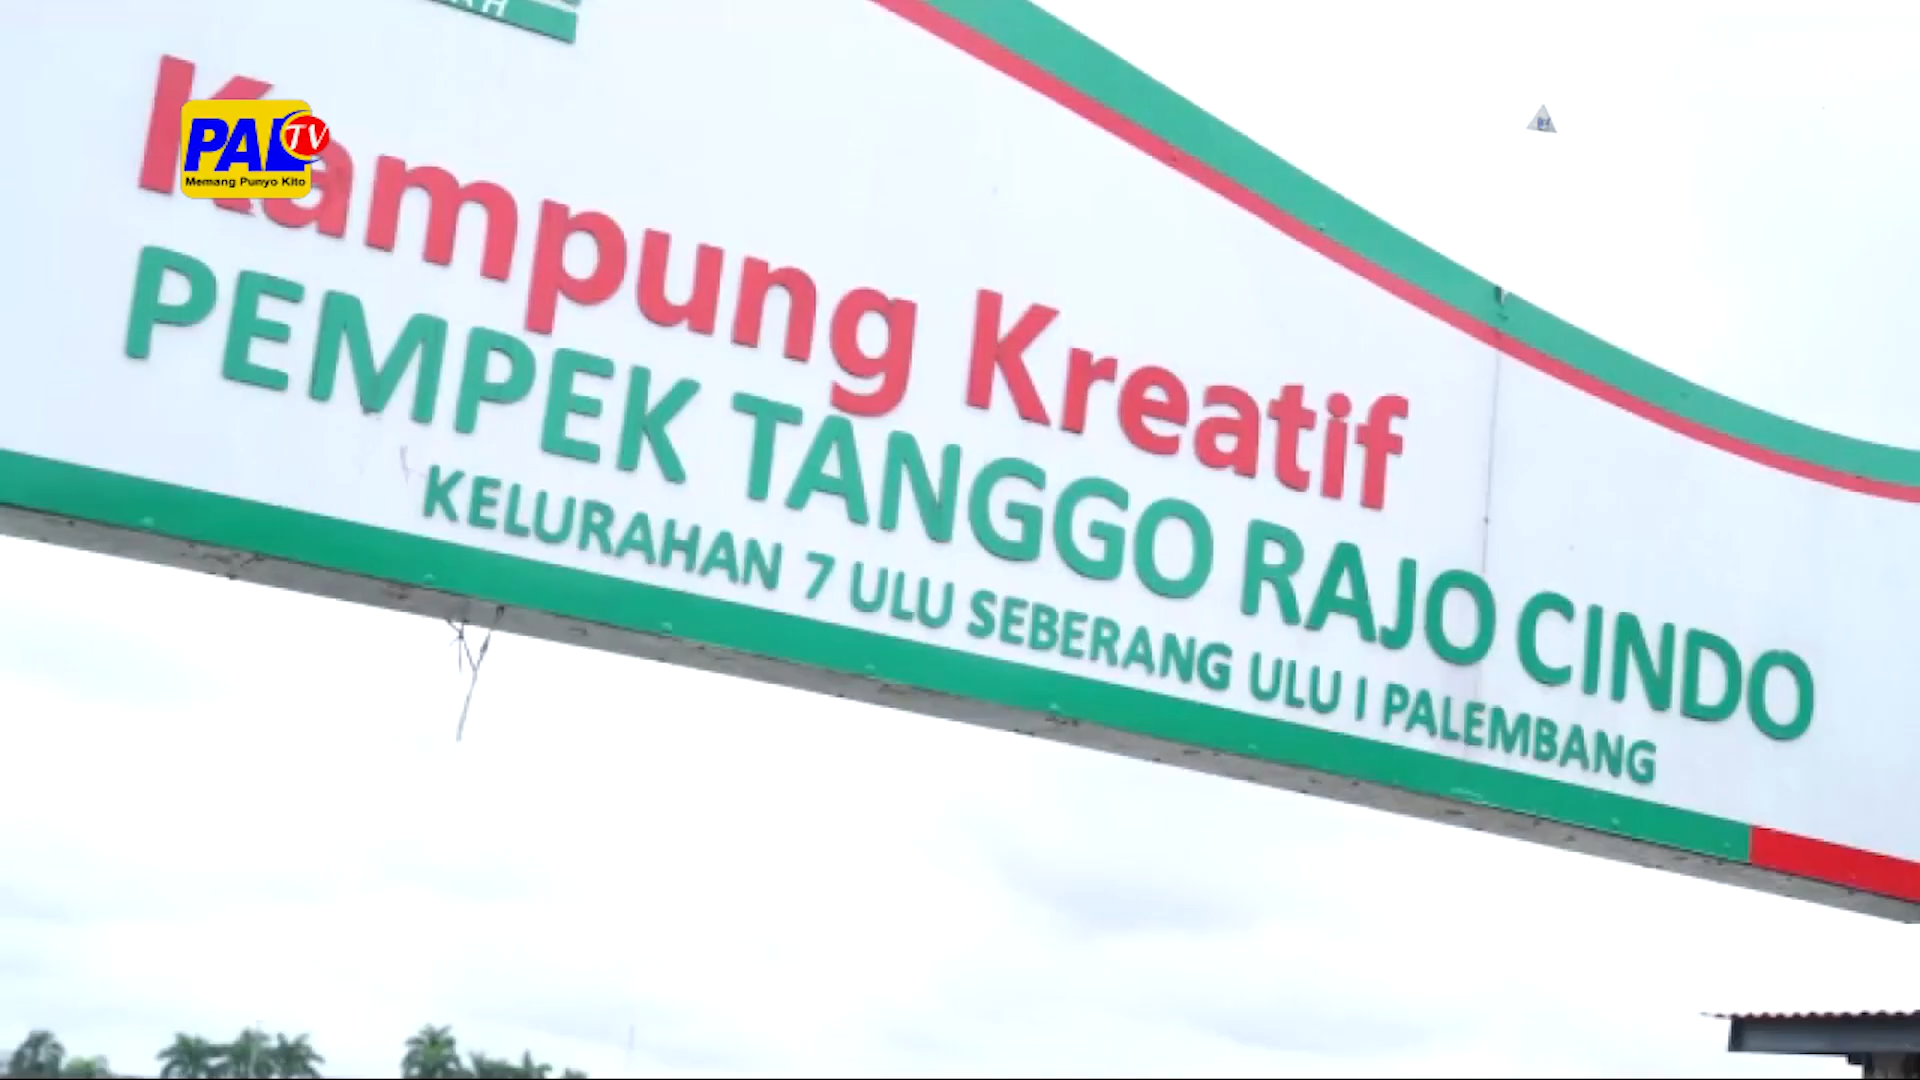 PAL TV
Memang Punyo Kito
Kampung Kreatif
PEMPEK TANGGO RAJO CINDO
KELURAHAN 7 ULU SEBERANG ULU I PALEMBANG